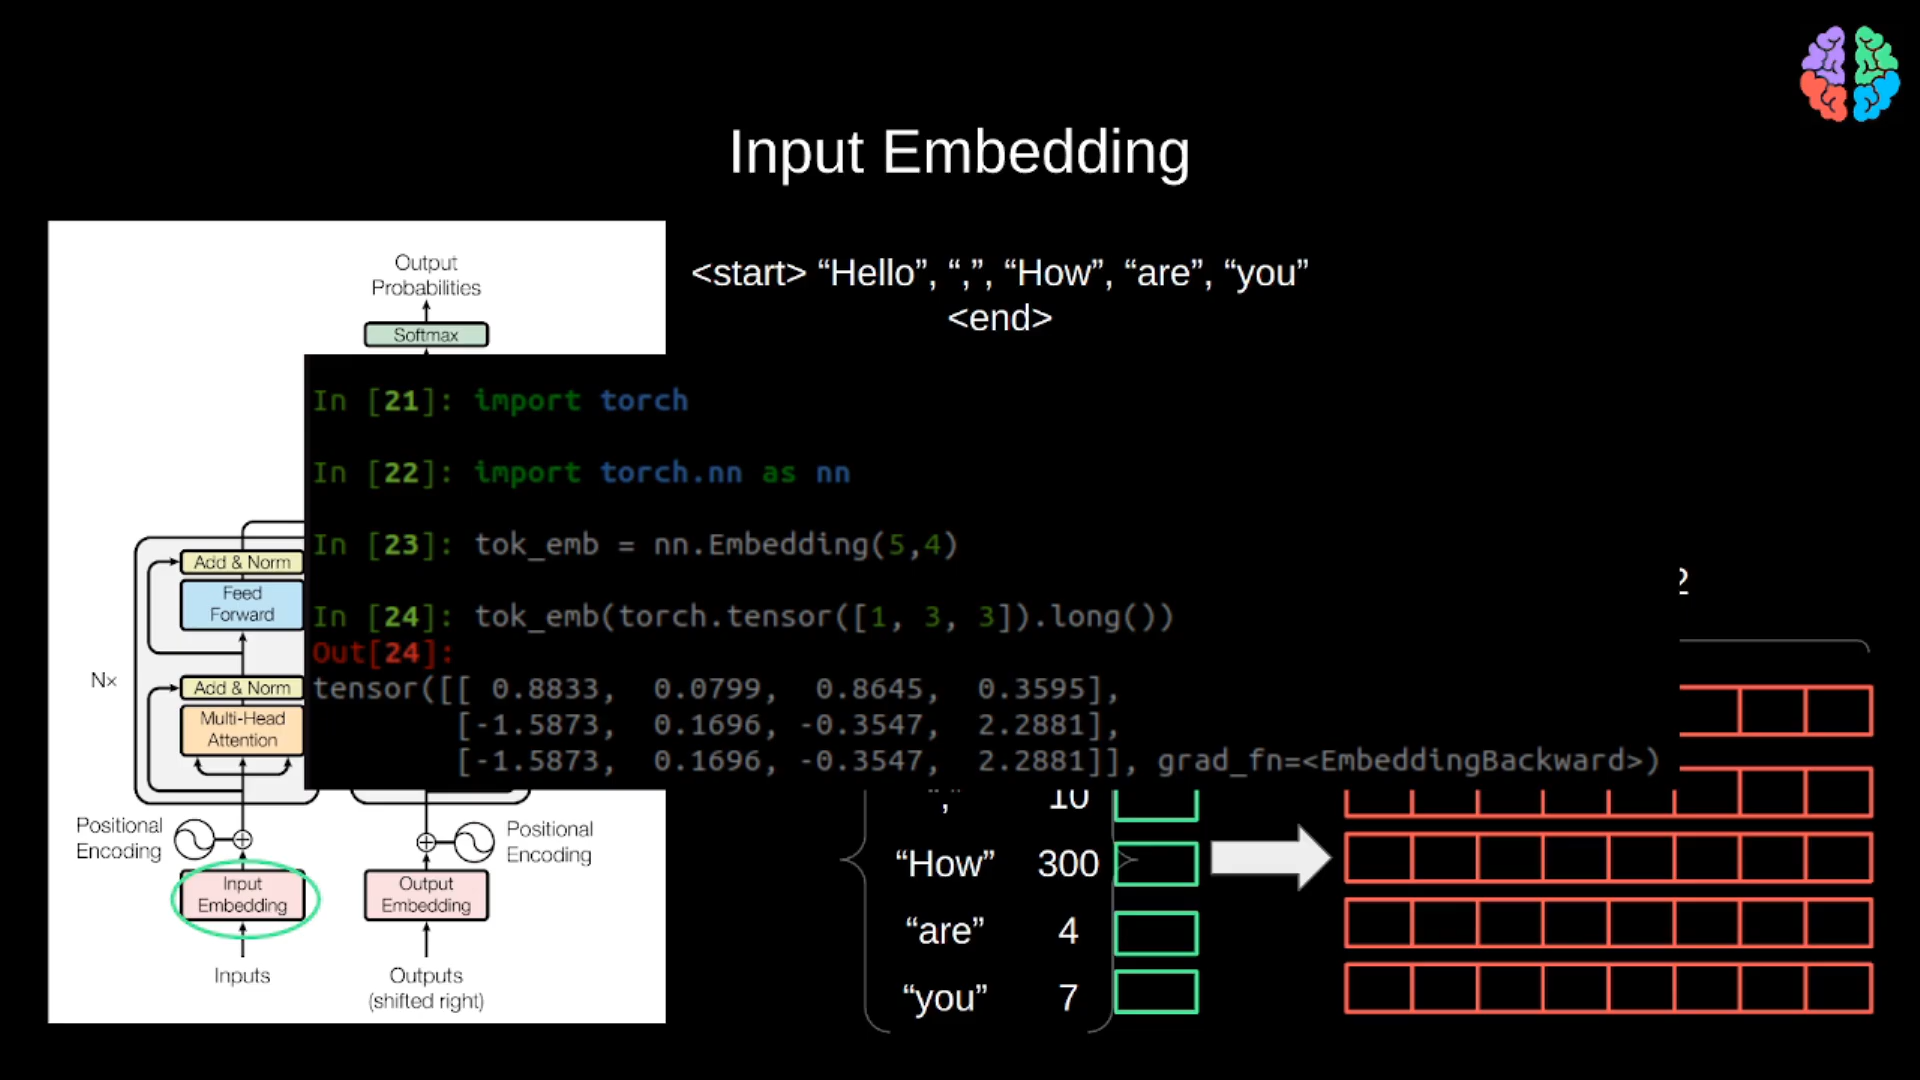 Input Embedding
<start> “Hello”, “,”, “How”, “are”, “you”
<end>
Output
Probabilities
Softmax
In [21]: import torch
In [22]: import torch.nn as nn
In [23]: tok_emb = nn.Embedding(5,4)
In [24]: tok_emb(torch.tensor([1, 3, 3]).long())
Out[24]:
tensor([[ 0.8833, 0.0799, 0.8645, 0.3595],
[-1.5873, 0.1696, -0.3547, 2.2881],
[-1.5873, 0.1696, -0.3547, 2.2881]], grad_fn=<EmbeddingBackward>)
Add & Norm
Feed
Forward
Nx
Add & Norm
Multi-Head
Attention
Positional
Encoding
Positional
Encoding
Input
Embedding
Output
Embedding
Inputs
Outputs
(shifted right)
2
“,” 10
“How” 300
“are” 4
“you” 7